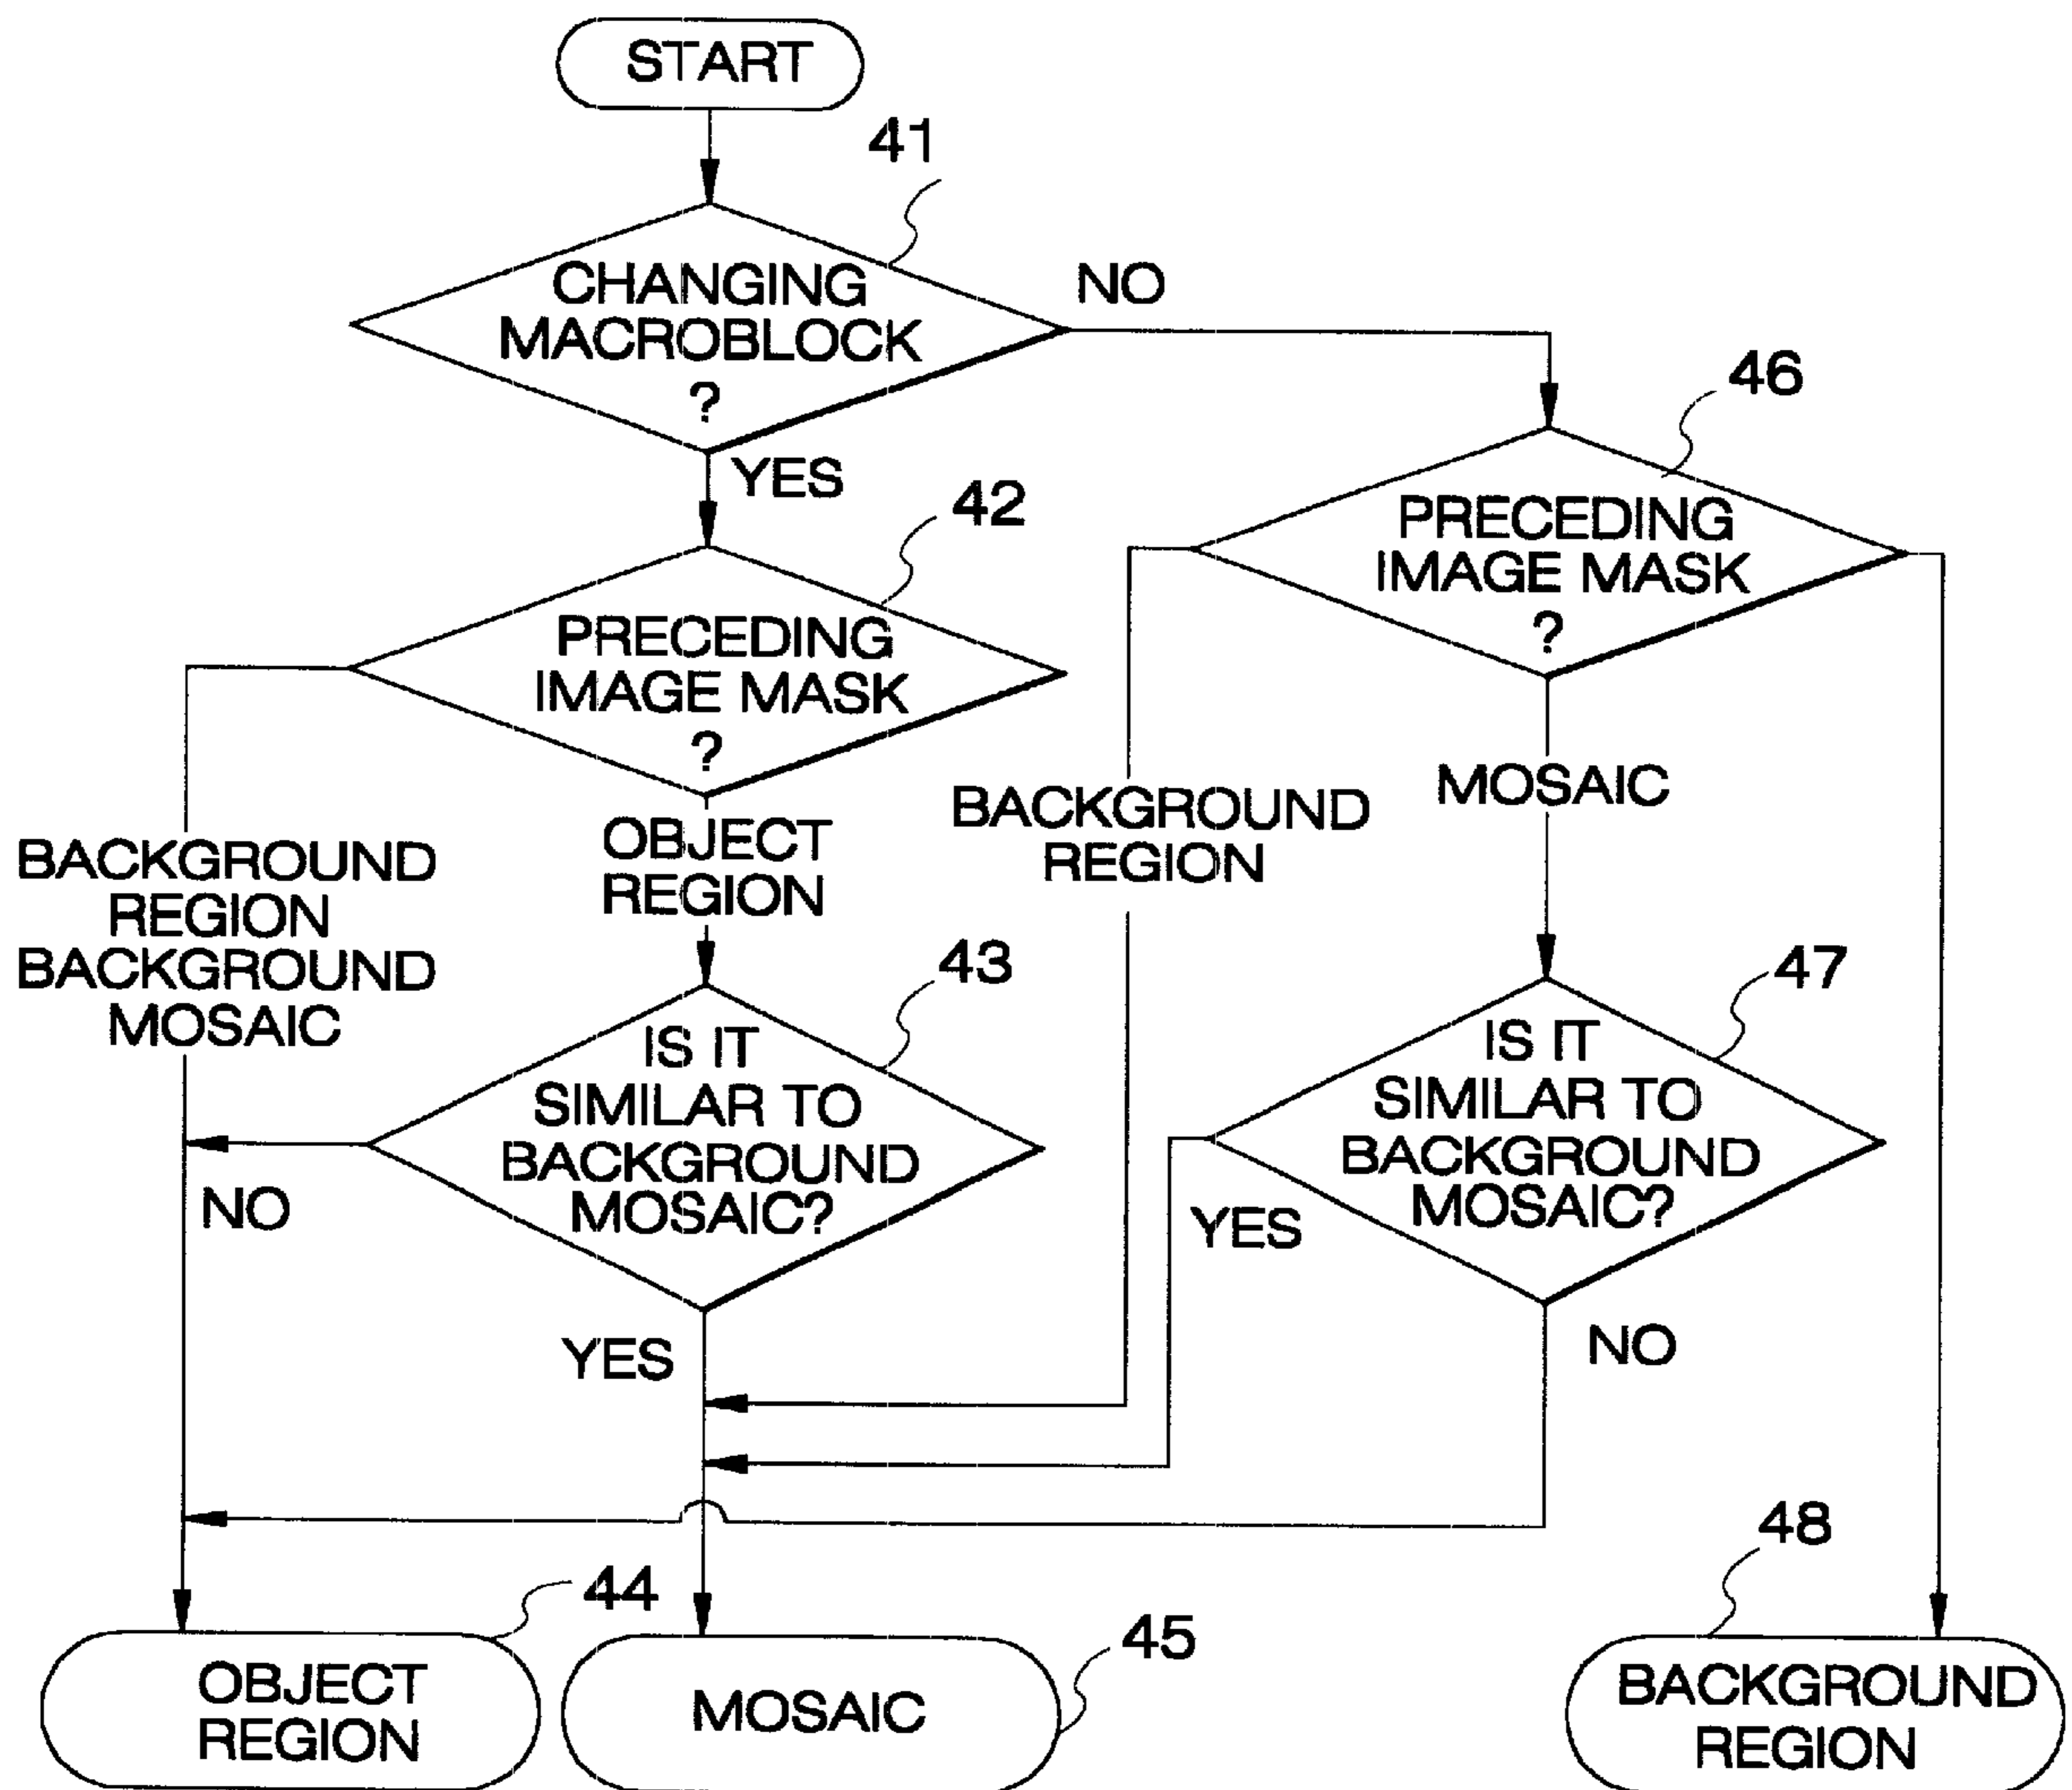 START
41
CHANGING
MACROBLOCK
?
NO
YES
46
PRECEDING
IMAGE MASK
?
42
PRECEDING
IMAGE MASK
?
BACKGROUND
REGION
BACKGROUND
MOSAIC
OBJECT
REGION
BACKGROUND
REGION
MOSAIC
43
IS IT
SIMILAR TO
BACKGROUND
MOSAIC?
NO
YES
47
IS IT
SIMILAR TO
BACKGROUND
MOSAIC?
YES
NO
44
OBJECT
REGION
45
MOSAIC
48
BACKGROUND
REGION